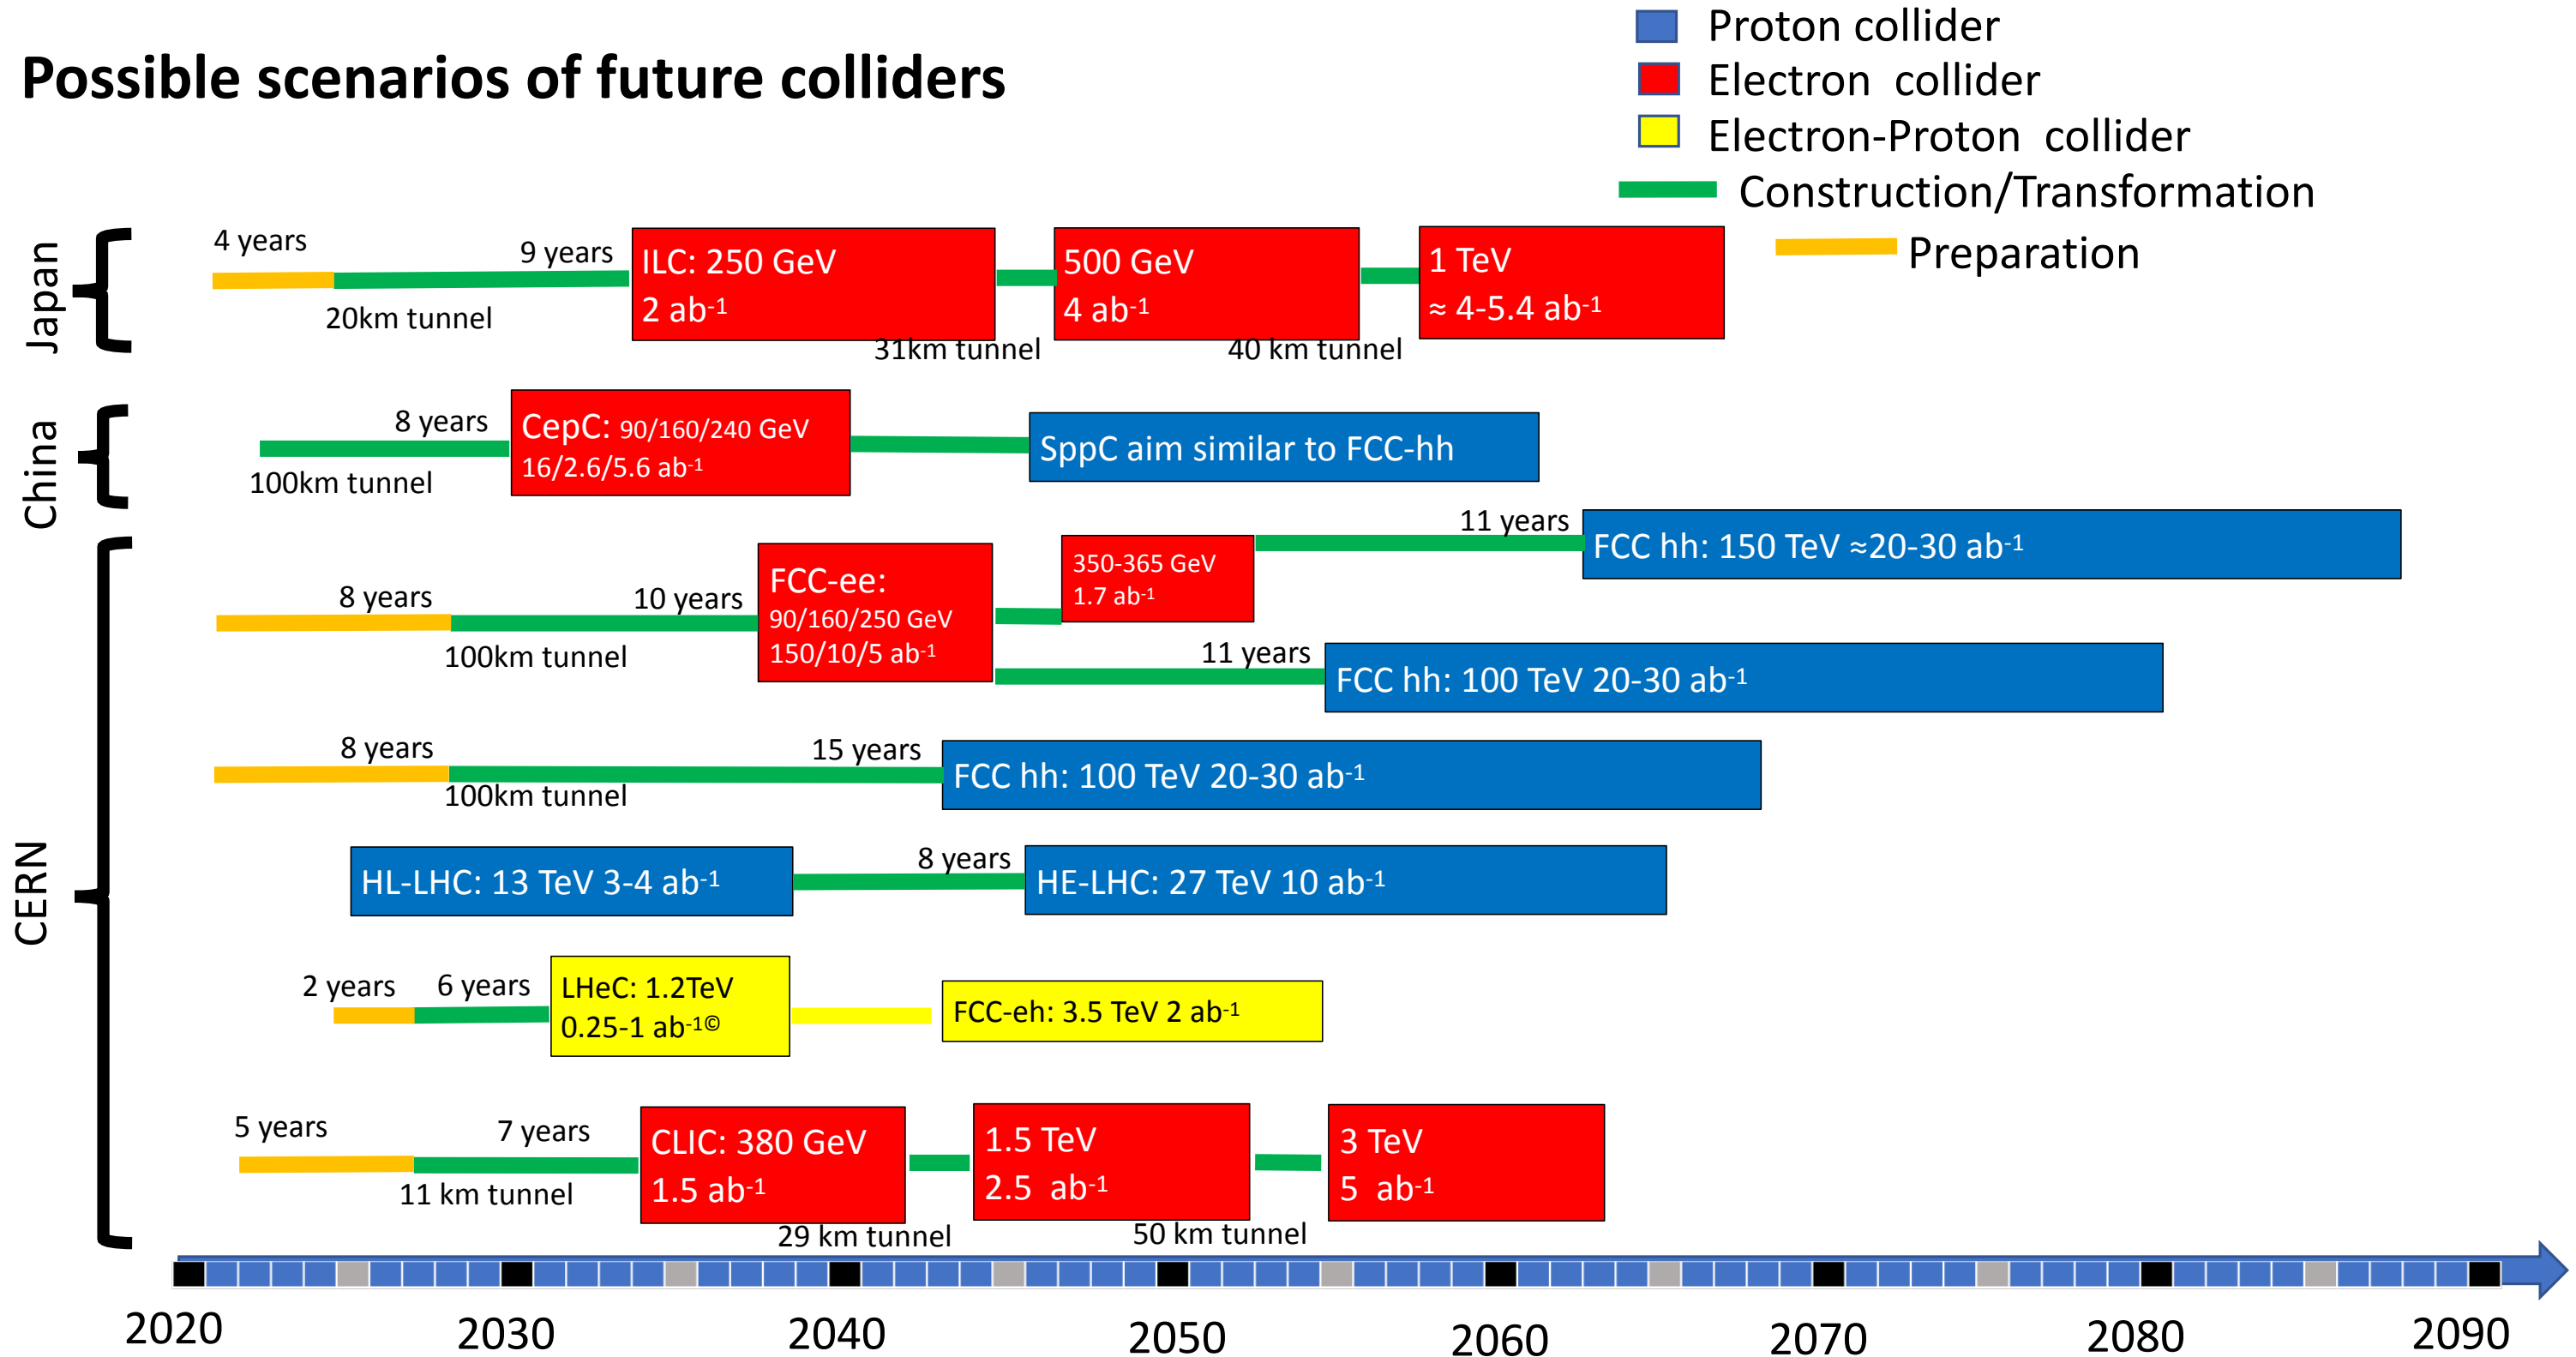 Possible scenarios of future colliders
Proton collider
Electron collider
Electron-Proton collider
Construction/Transformation
Preparation
Japan
4 years
9 years
20km tunnel
ILC: 250 GeV
2 ab⁻¹
31km tunnel
500 GeV
4 ab⁻¹
40 km tunnel
1 TeV
≈ 4-5.4 ab⁻¹
China
8 years
100km tunnel
CepC: 90/160/240 GeV
16/2.6/5.6 ab⁻¹
SppC aim similar to FCC-hh
CERN
8 years
10 years
100km tunnel
FCC-ee:
90/160/250 GeV
150/10/5 ab⁻¹
350-365 GeV
1.7 ab⁻¹
11 years
FCC hh: 150 TeV ≈20-30 ab⁻¹
11 years
FCC hh: 100 TeV 20-30 ab⁻¹
8 years
15 years
100km tunnel
FCC hh: 100 TeV 20-30 ab⁻¹
HL-LHC: 13 TeV 3-4 ab⁻¹
8 years
HE-LHC: 27 TeV 10 ab⁻¹
2 years
6 years
LHeC: 1.2TeV
0.25-1 ab⁻¹©
FCC-eh: 3.5 TeV 2 ab⁻¹
5 years
7 years
11 km tunnel
CLIC: 380 GeV
1.5 ab⁻¹
29 km tunnel
1.5 TeV
2.5 ab⁻¹
50 km tunnel
3 TeV
5 ab⁻¹
2020 2030 2040 2050 2060 2070 2080 2090